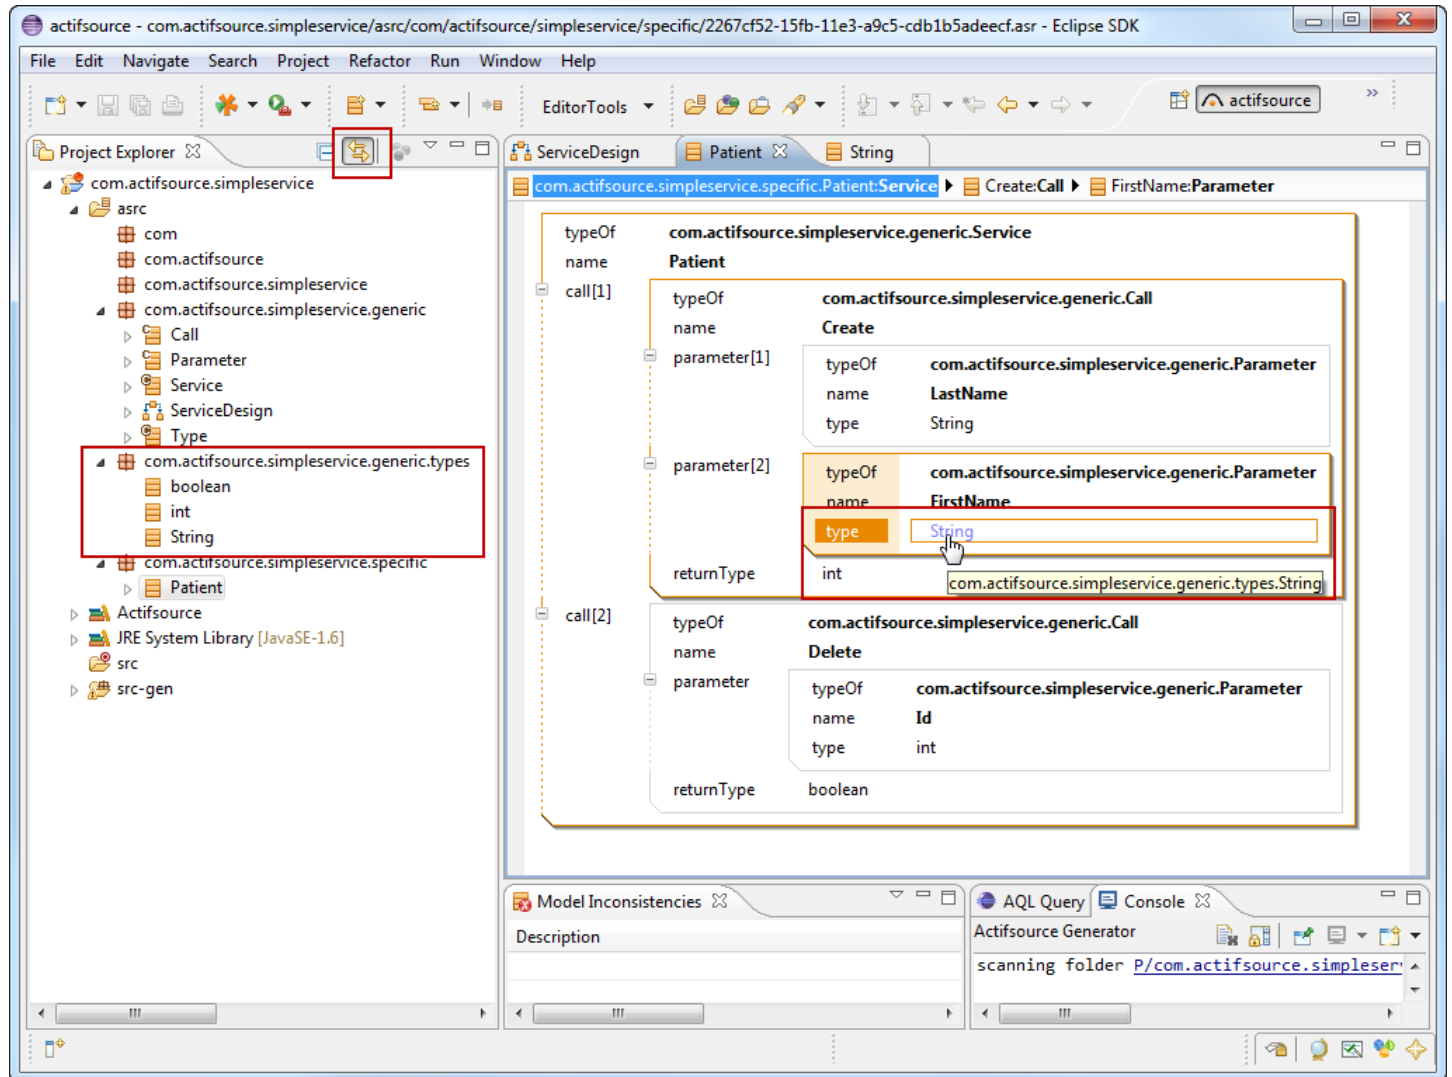 actifsource - com.actifsource.simpleservice/asrc/com/actifsource/simpleservice/specific/2267cf52-15fb-11e3-a9c5-cdb1b5adeecf.asr - Eclipse SDK
File Edit Navigate Search Project Refactor Run Window Help
EditorTools actifsource »
Project Explorer
com.actifsource.simpleservice
asrc
com
com.actifsource
com.actifsource.simpleservice
com.actifsource.simpleservice.generic
Call
Parameter
Service
ServiceDesign
Type
com.actifsource.simpleservice.generic.types
boolean
int
String
com.actifsource.simpleservice.specific
Patient
Actifsource
JRE System Library [JavaSE-1.6]
src
src-gen
ServiceDesign Patient String
com.actifsource.simpleservice.specific.Patient:Service Create:Call FirstName:Parameter
typeOf com.actifsource.simpleservice.generic.Service
name Patient
call[1]
typeOf com.actifsource.simpleservice.generic.Call
name Create
parameter[1]
typeOf com.actifsource.simpleservice.generic.Parameter
name LastName
type String
parameter[2]
typeOf com.actifsource.simpleservice.generic.Parameter
name FirstName
type String
returnType int
com.actifsource.simpleservice.generic.types.String
call[2]
typeOf com.actifsource.simpleservice.generic.Call
name Delete
parameter
typeOf com.actifsource.simpleservice.generic.Parameter
name Id
type int
returnType boolean
Model Inconsistencies
Description
AQL Query Console
Actifsource Generator
scanning folder P/com.actifsource.simpleser